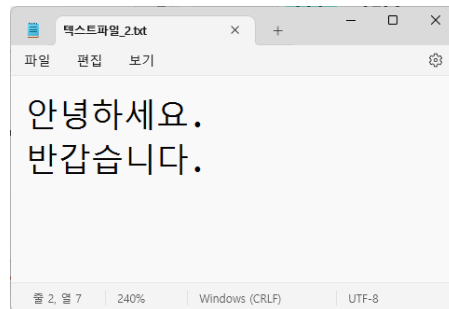 텍스트파일_2.txt
파일 편집 보기
안녕하세요.
반갑습니다.
줄 2, 열 7 240% Windows (CRLF) UTF-8